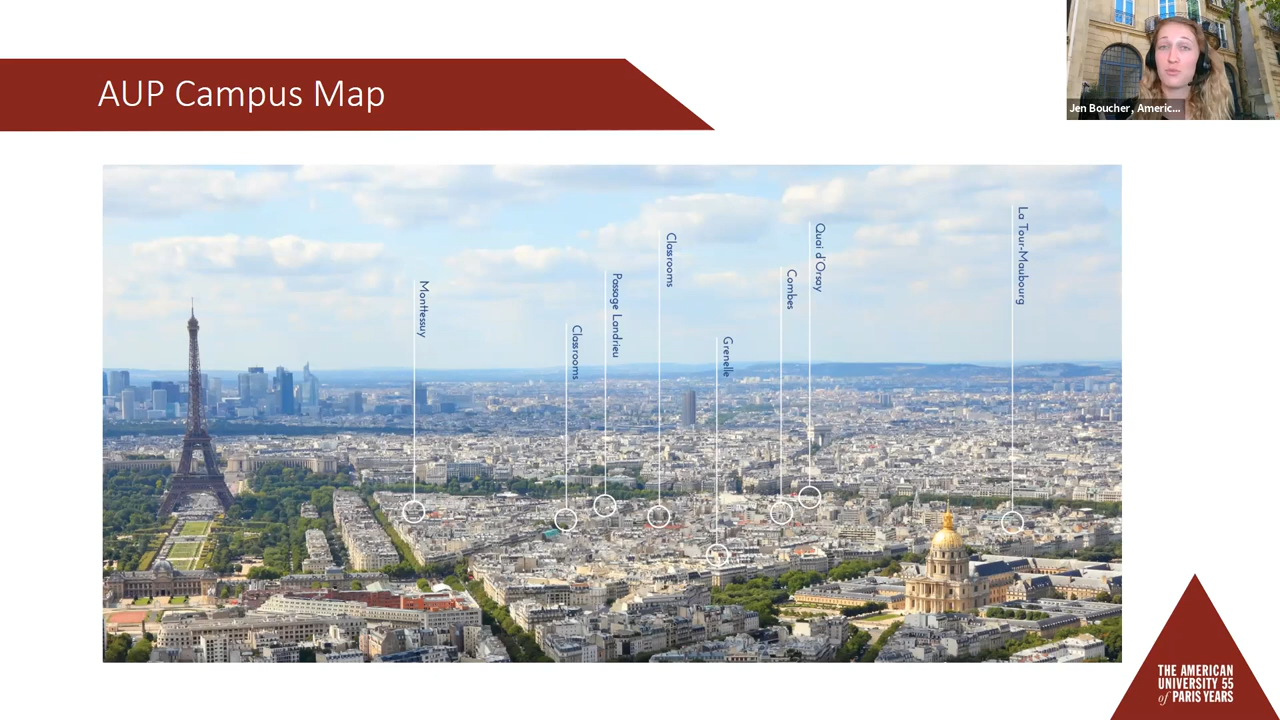 AUP Campus Map
Jen Boucher, Americ...
Monttessuy
Classrooms
Passage Landrieu
Classrooms
Grenelle
Combes
Quai d'Orsay
La Tour-Maubourg
THE AMERICAN
UNIVERSITY 55
of PARIS YEARS